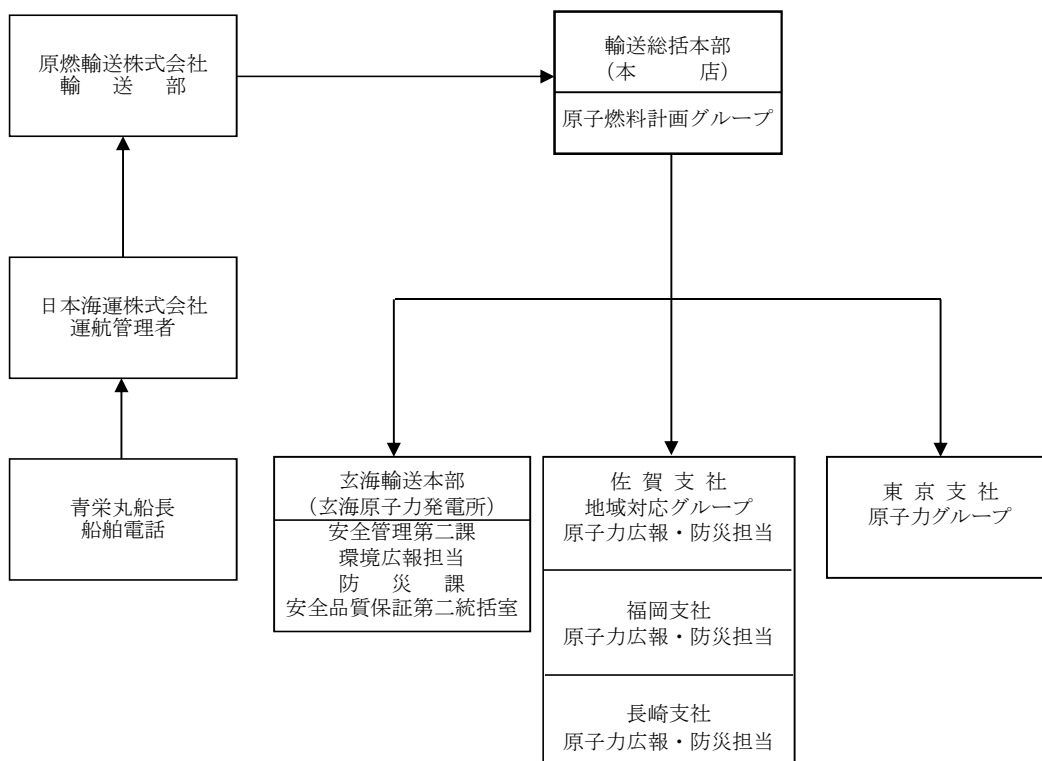 原燃輸送株式会社
輸 送 部
輸送総括本部
(本 店)
原子燃料計画グループ
日本海運株式会社
運航管理者
青栄丸船長
船舶電話
玄海輸送本部
(玄海原子力発電所)
安全管理第二課
環境広報担当
防 災 課
安全品質保証第二統括室
佐 賀 支 社
地域対応グループ
原子力広報・防災担当
福岡支社
原子力広報・防災担当
長崎支社
原子力広報・防災担当
東 京 支 社
原子力グループ